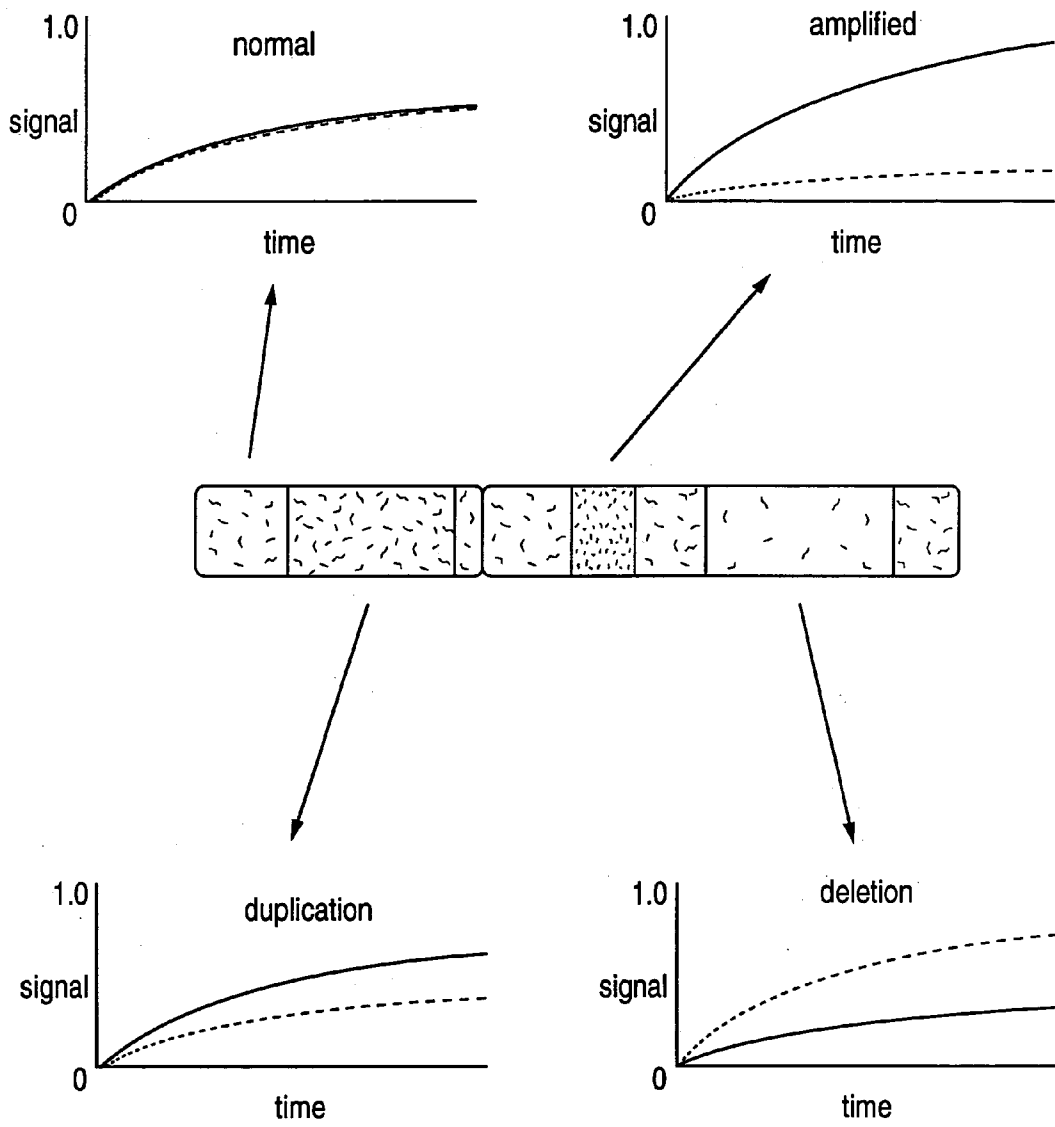 1.0
normal
signal
0
time
1.0
amplified
signal
0
time
1.0
duplication
signal
0
time
1.0
deletion
signal
0
time